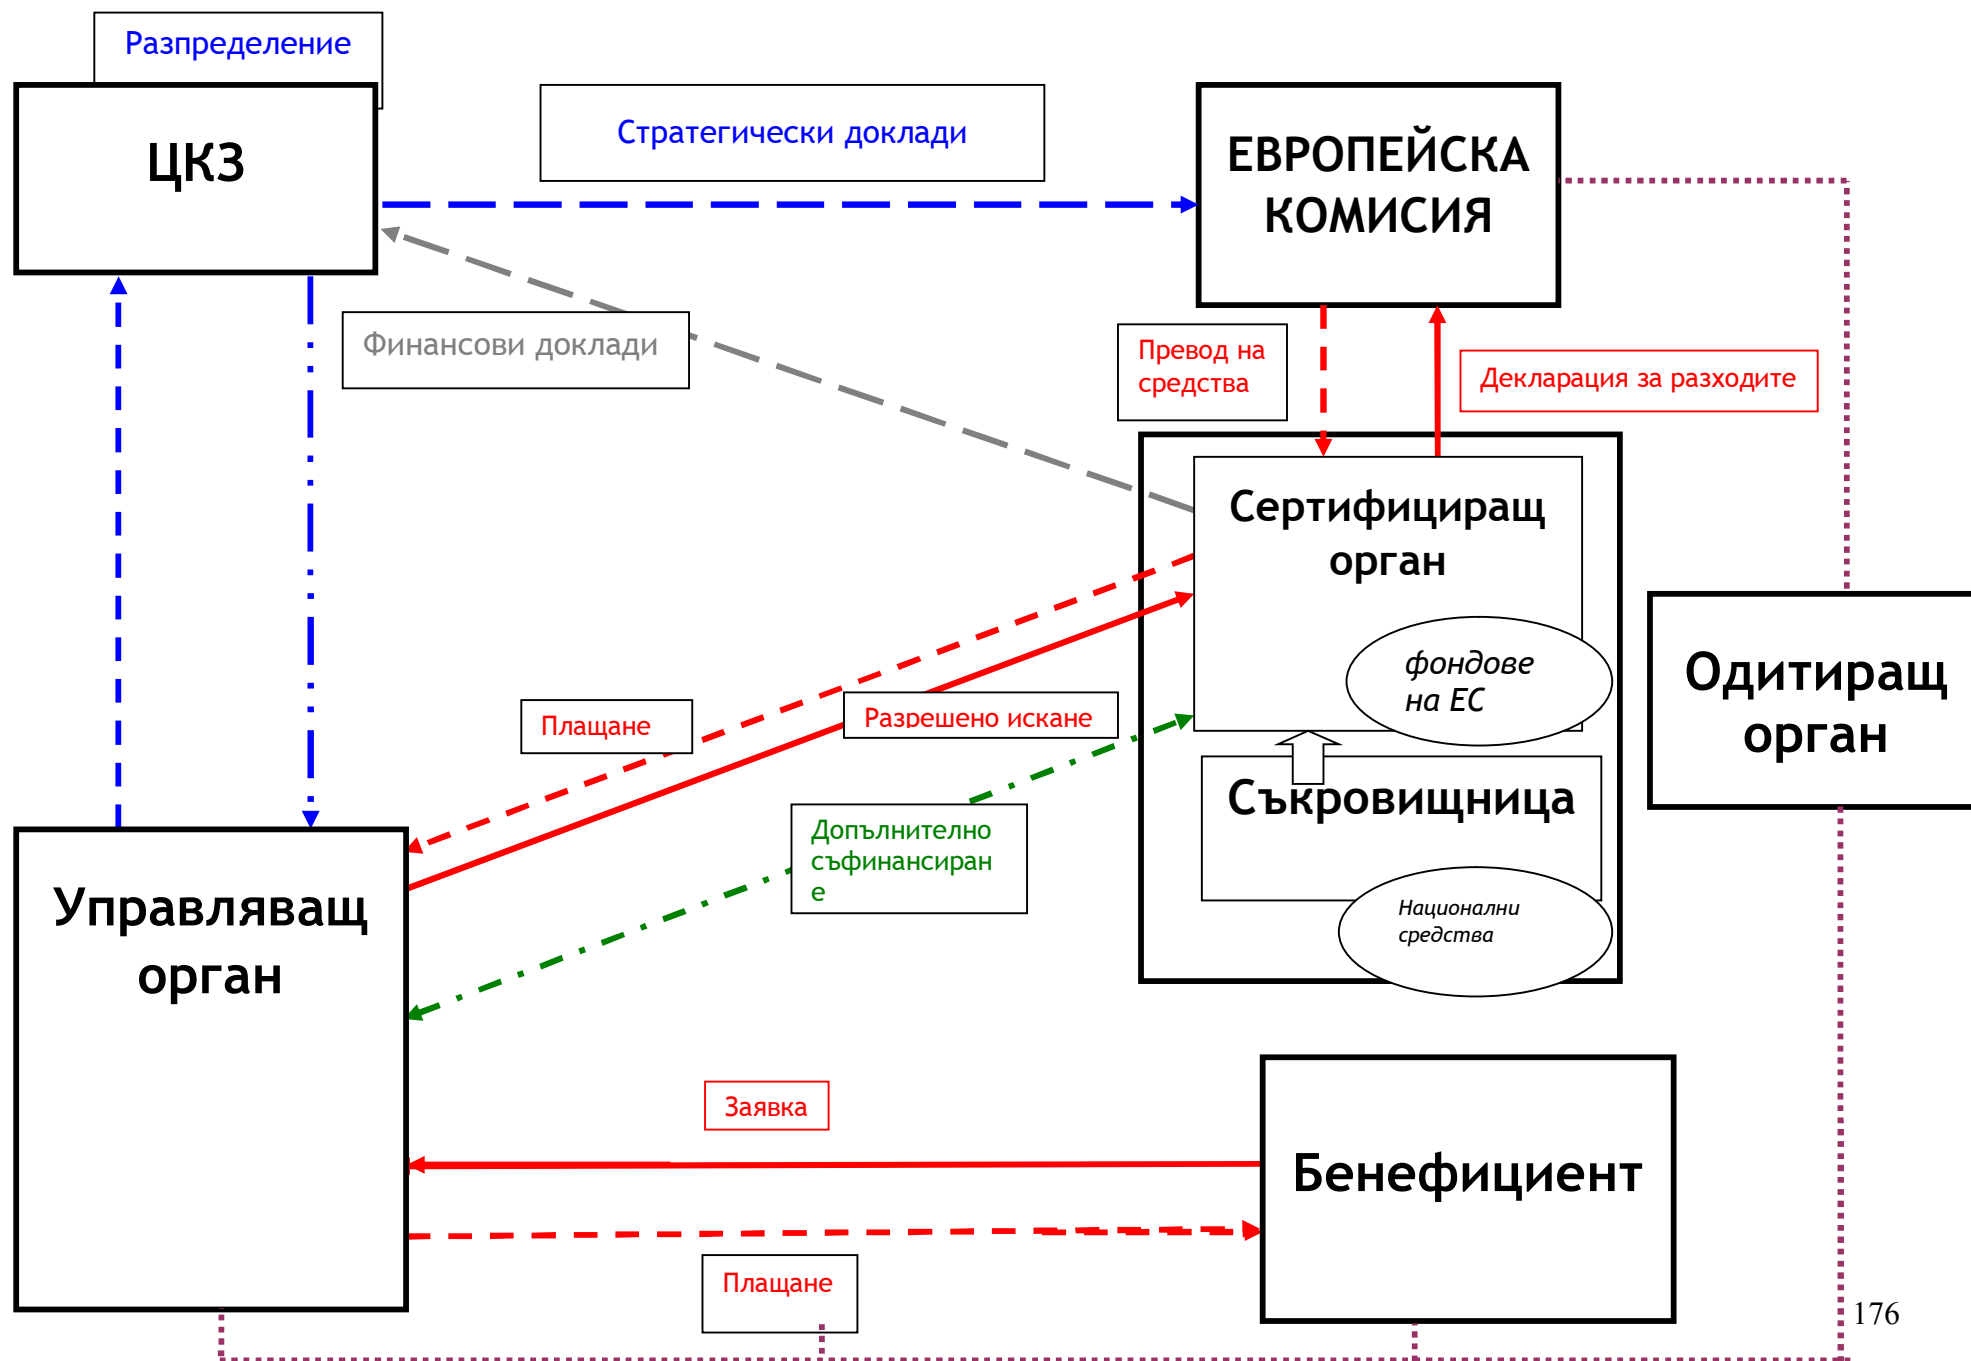 Разпределение
ЦКЗ
Стратегически доклади
ЕВРОПЕЙСКА
КОМИСИЯ
Финансови доклади
Превод на
средства
Декларация за разходите
Сертифициращ
орган
фондове
на ЕС
Одитиращ
орган
Плащане
Разрешено искане
Съкровищница
Допълнително
съфинансиран
е
Национални
средства
Управляващ
орган
Заявка
Бенефициент
Плащане
176